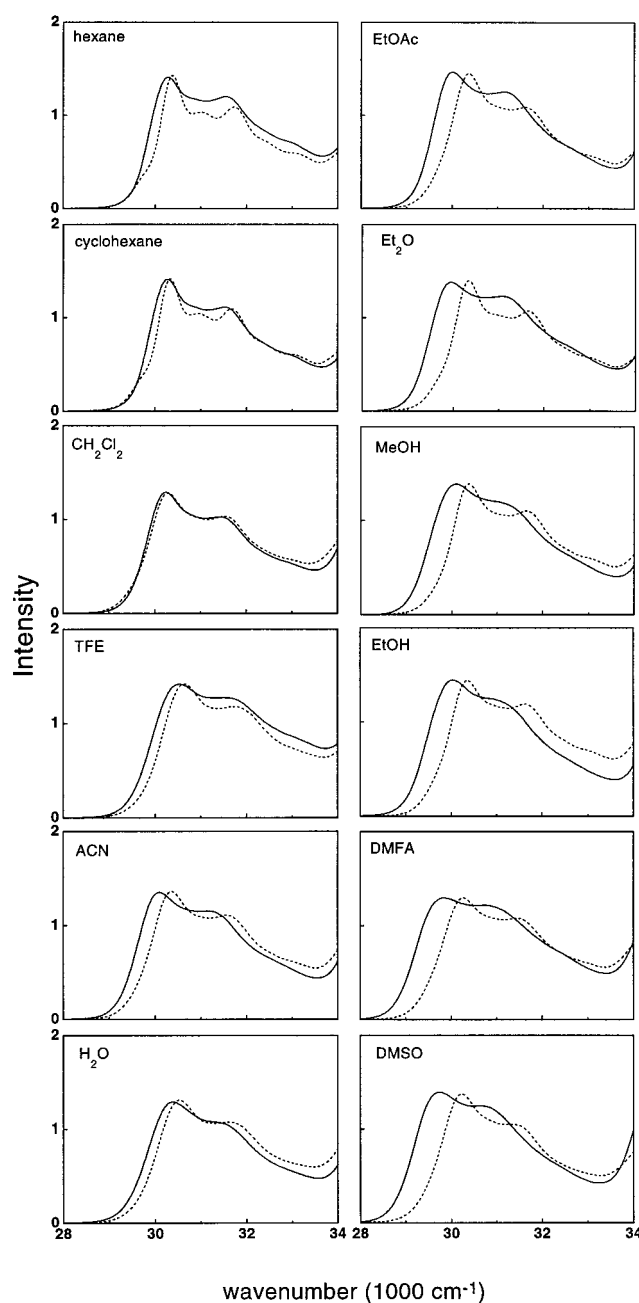 2
hexane
1
0
EtOAc
2
cyclohexane
1
0
Et₂O
2
CH₂Cl₂
1
0
MeOH
2
TFE
1
0
EtOH
2
ACN
1
0
DMFA
2
H₂O
1
0
DMSO
28 30 32 34
28 30 32 34
Intensity
wavenumber (1000 cm⁻¹)